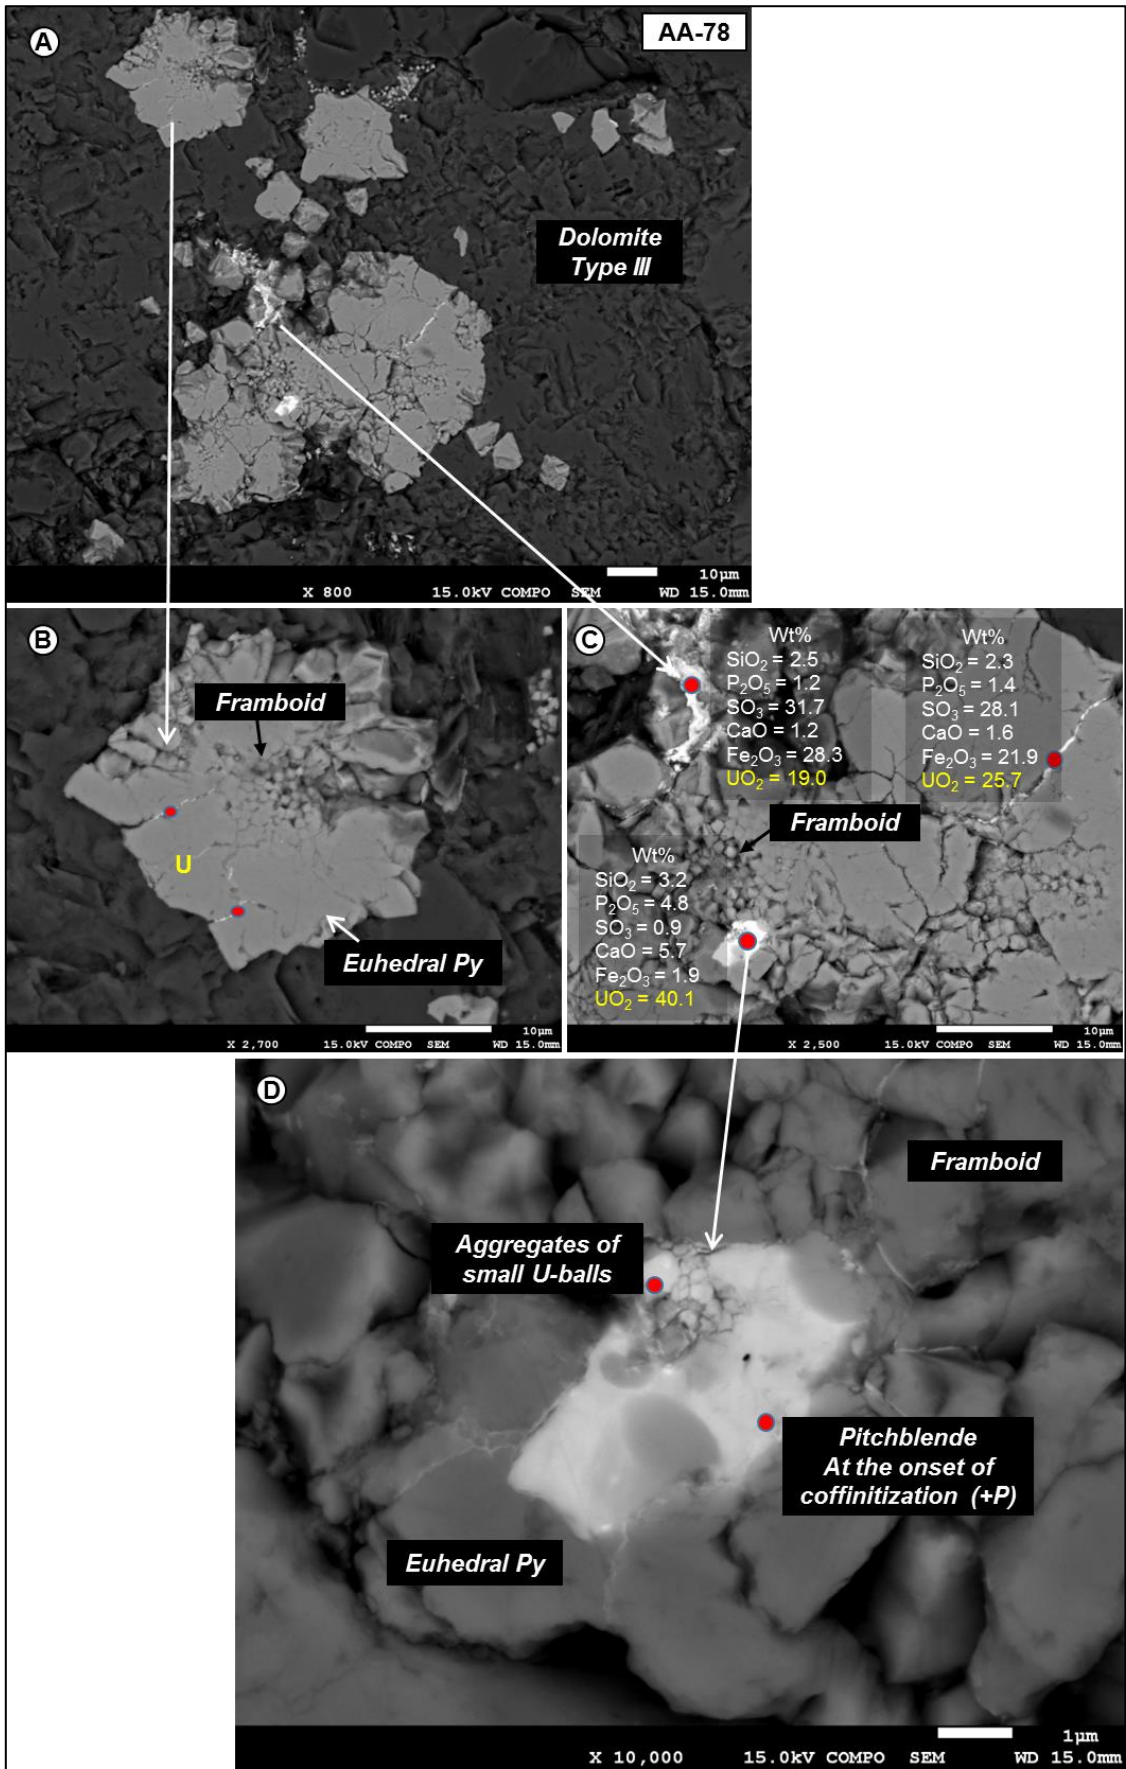 A
AA-78
Dolomite
Type III
10μm
X 800 15.0kV COMPO SEM WD 15.0mm
B
Framboid
U
Euhedral Py
10μm
X 2,700 15.0kV COMPO SEM WD 15.0mm
C
Wt%
SiO₂ = 2.5
P₂O₅ = 1.2
SO₃ = 31.7
CaO = 1.2
Fe₂O₃ = 28.3
UO₂ = 19.0
Wt%
SiO₂ = 2.3
P₂O₅ = 1.4
SO₃ = 28.1
CaO = 1.6
Fe₂O₃ = 21.9
UO₂ = 25.7
Framboid
Wt%
SiO₂ = 3.2
P₂O₅ = 4.8
SO₃ = 0.9
CaO = 5.7
Fe₂O₃ = 1.9
UO₂ = 40.1
10μm
X 2,500 15.0kV COMPO SEM WD 15.0mm
D
Framboid
Aggregates of
small U-balls
Pitchblende
At the onset of
coffinitization (+P)
Euhedral Py
1μm
X 10,000 15.0kV COMPO SEM WD 15.0mm